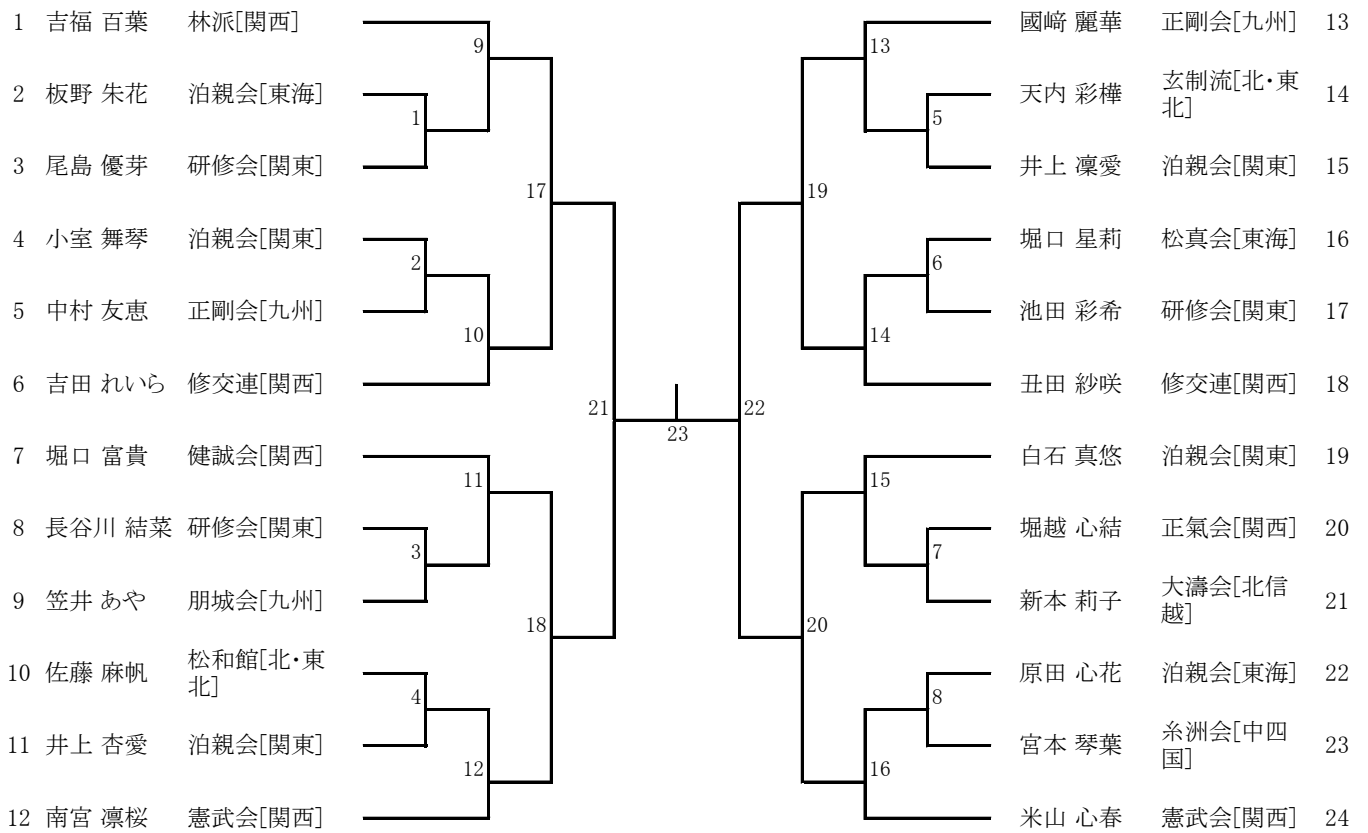 1 吉福 百葉 林派[関西]
2 板野 朱花 泊親会[東海]
3 尾島 優芽 研修会[関東]
4 小室 舞琴 泊親会[関東]
5 中村 友恵 正剛会[九州]
6 吉田 れいら 修交連[関西]
7 堀口 富貴 健誠会[関西]
8 長谷川 結菜 研修会[関東]
9 笠井 あや 朋城会[九州]
10 佐藤 麻帆 松和館[北・東
北]
11 井上 杏愛 泊親会[関東]
12 南宮 凛桜 憲武会[関西]
9
1
17
2
10
21
11
3
18
4
12
23
13
5
19
6
14
22
15
7
20
8
16
國﨑 麗華 正剛会[九州] 13
天内 彩樺 玄制流[北・東
北] 14
井上 凜愛 泊親会[関東] 15
堀口 星莉 松真会[東海] 16
池田 彩希 研修会[関東] 17
丑田 紗咲 修交連[関西] 18
白石 真悠 泊親会[関東] 19
堀越 心結 正氣会[関西] 20
新本 莉子 大濤会[北信
越] 21
原田 心花 泊親会[東海] 22
宮本 琴葉 糸洲会[中四
国] 23
米山 心春 憲武会[関西] 24